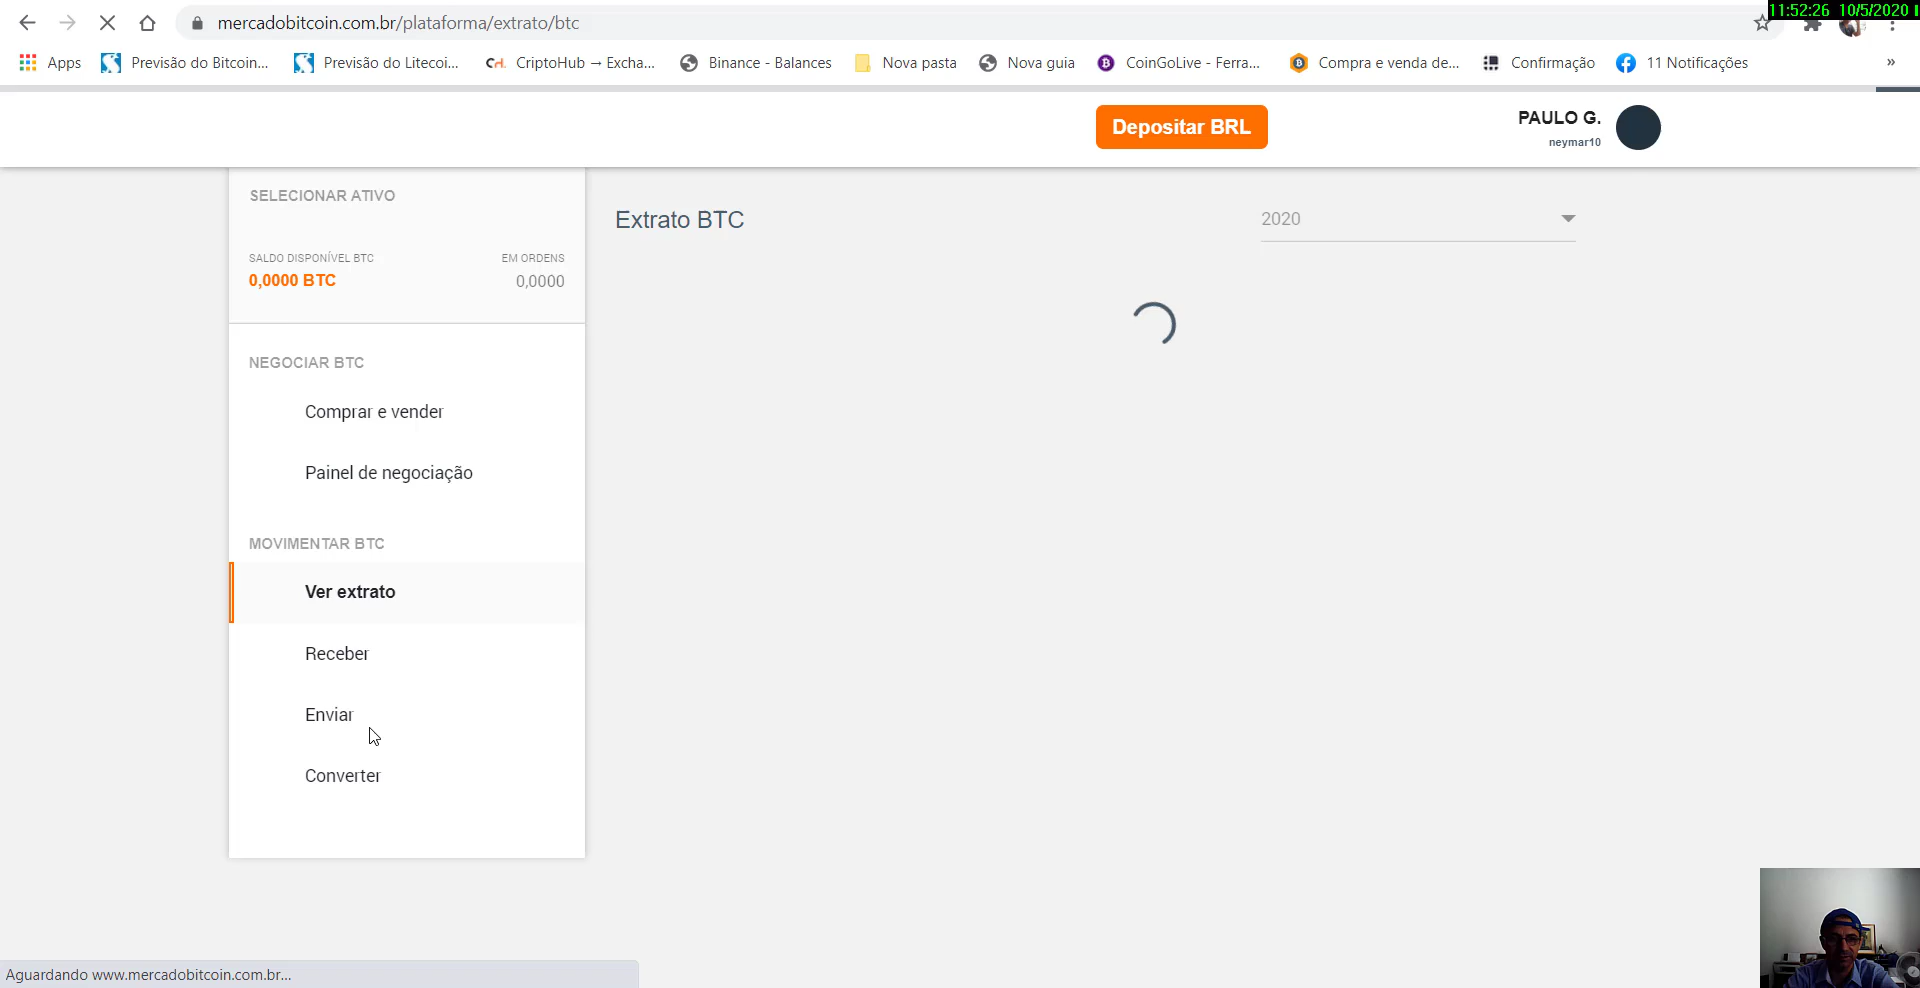 mercadobitcoin.com.br/plataforma/extrato/btc
11:52:26 10/5/2020
Apps Previsão do Bitcoin... Previsão do Litecoi... CriptoHub → Excha... Binance - Balances Nova pasta Nova guia CoinGoLive - Ferra... Compra e venda de... Confirmação 11 Notificações »
Depositar BRL
PAULO G.
neymar10
SELECIONAR ATIVO
SALDO DISPONÍVEL BTC EM ORDENS
0,0000 BTC 0,0000
NEGOCIAR BTC
Comprar e vender
Painel de negociação
MOVIMENTAR BTC
Ver extrato
Receber
Enviar
Converter
Extrato BTC 2020
Aguardando www.mercadobitcoin.com.br...